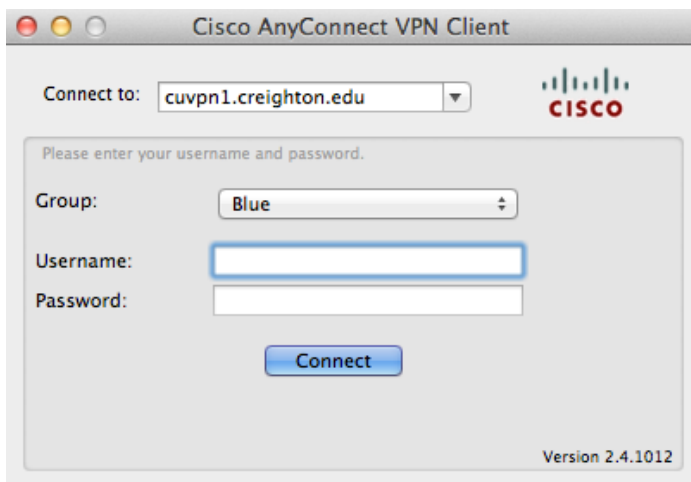 Cisco AnyConnect VPN Client
Connect to: cuvpn1.creighton.edu
CISCO
Please enter your username and password.
Group: Blue
Username:
Password:
Connect
Version 2.4.1012